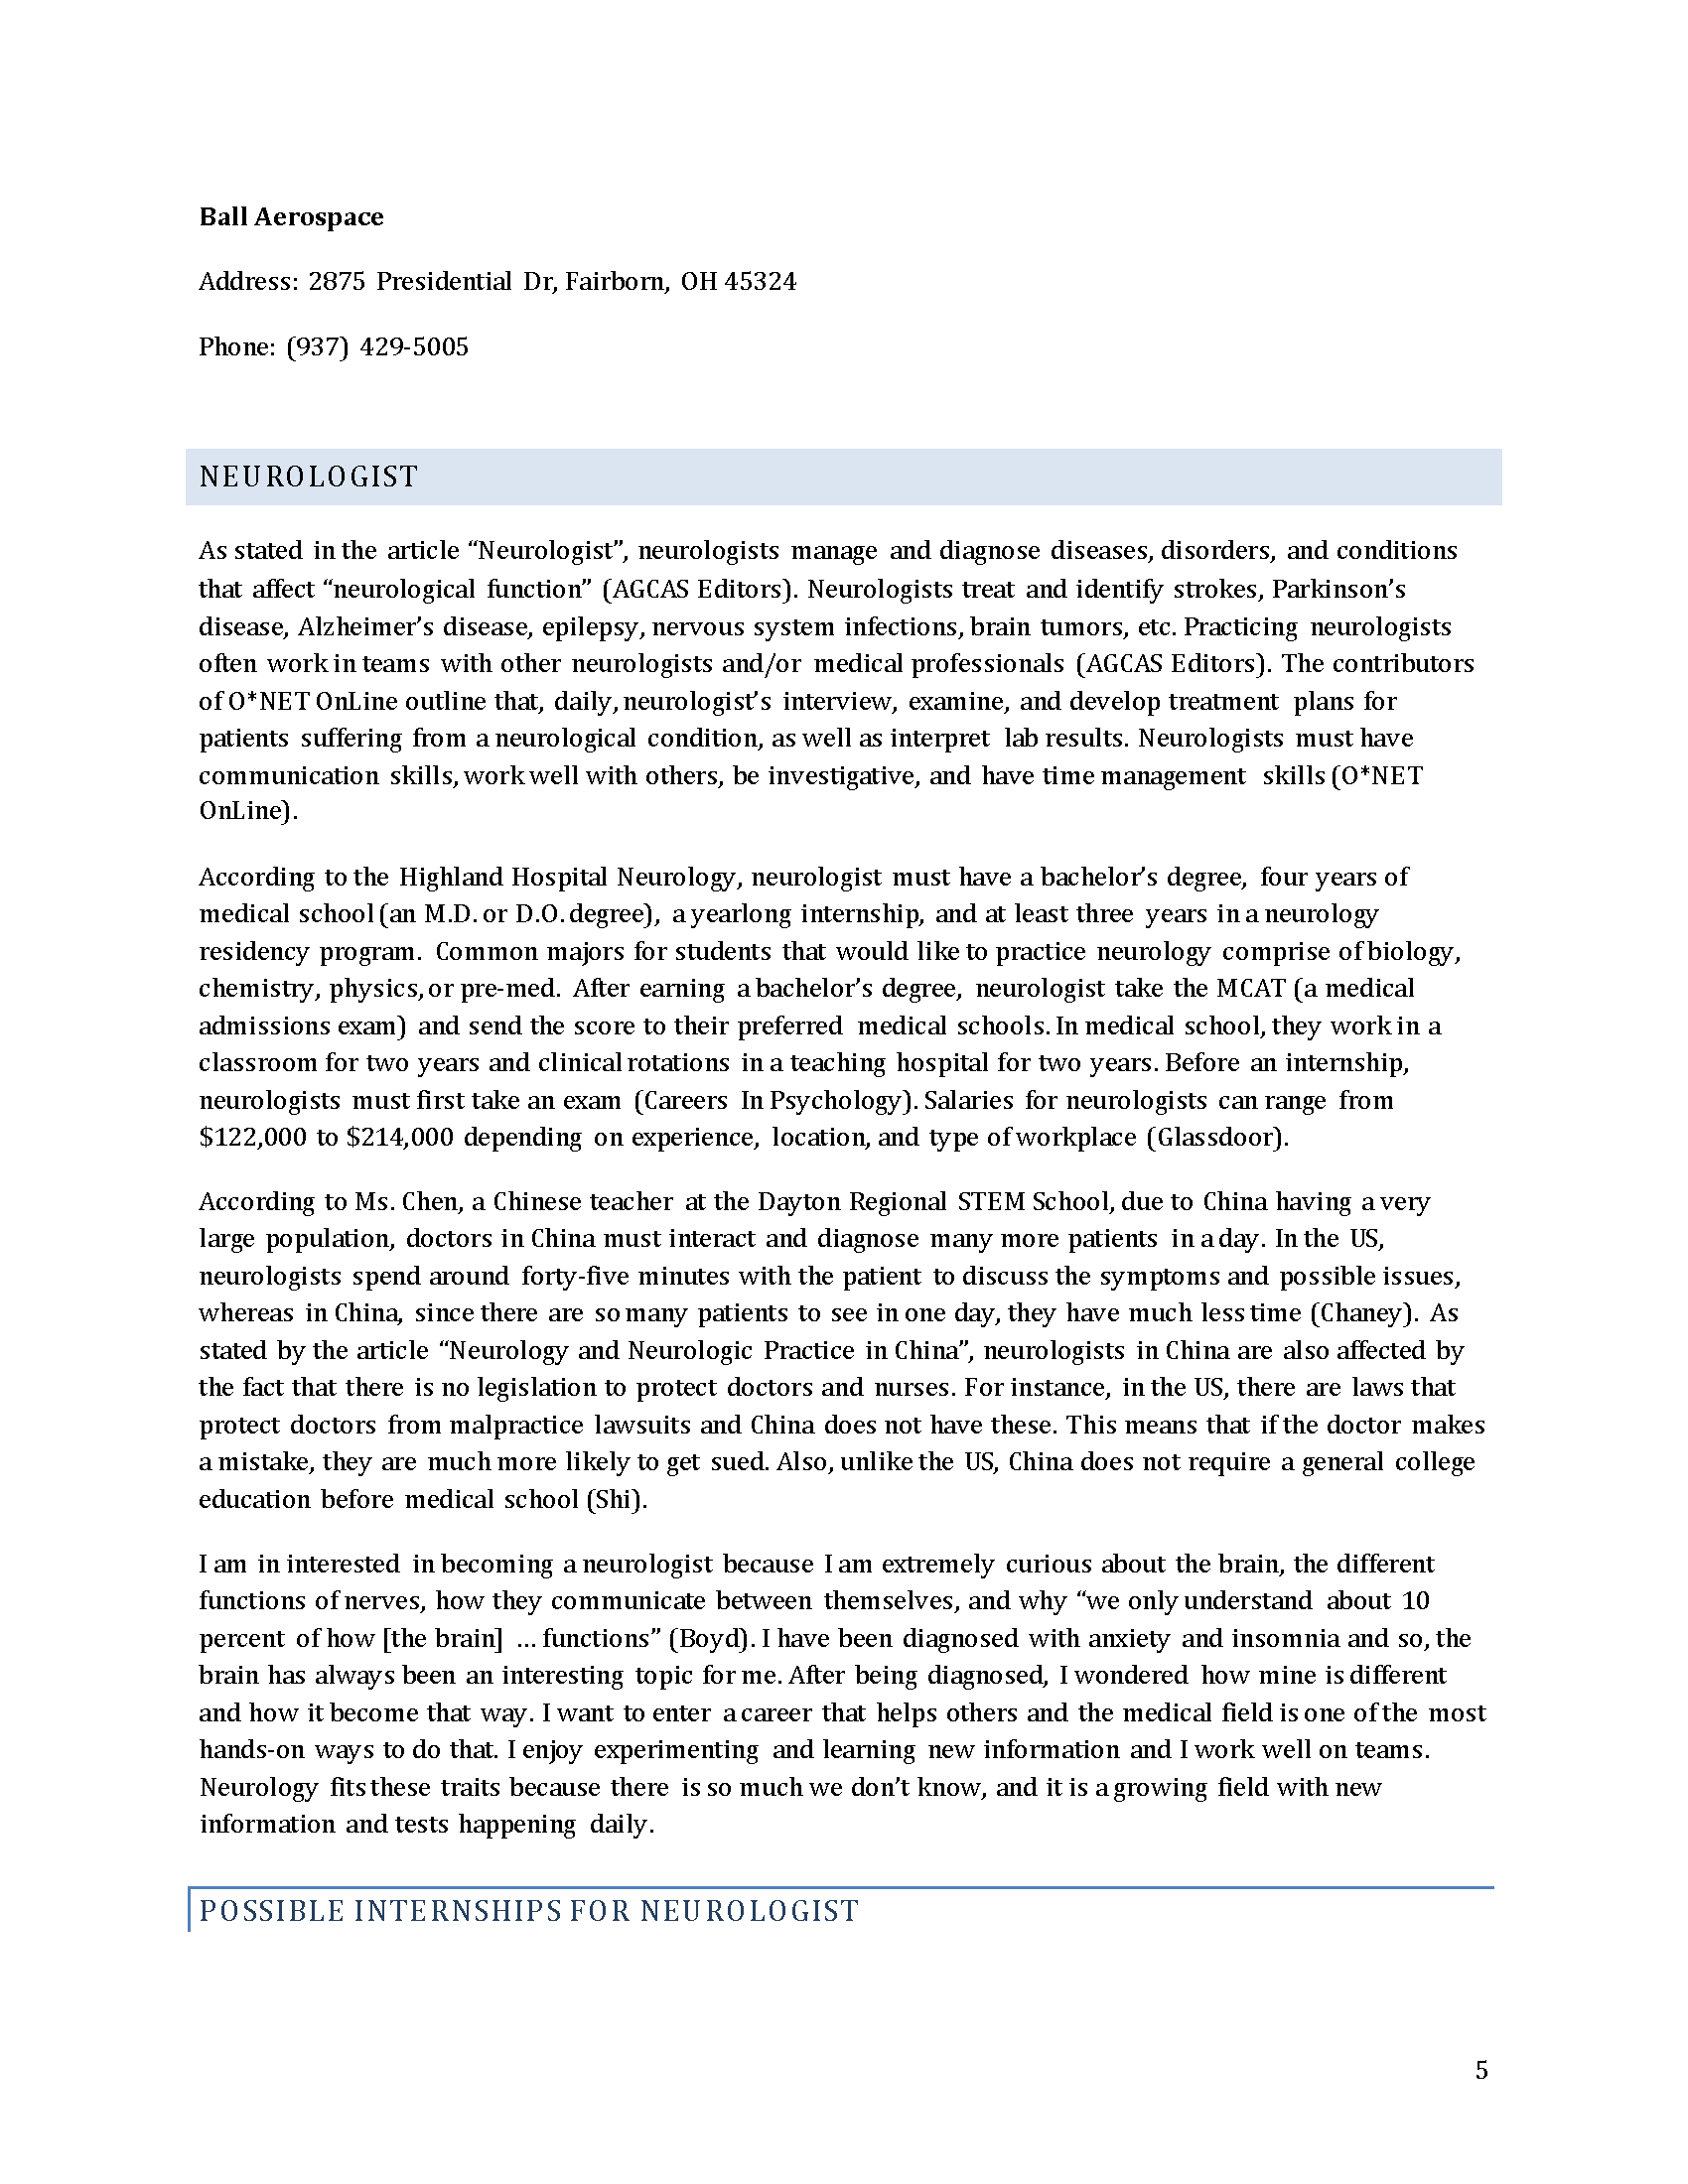 Ball Aerospace
Address: 2875 Presidential Dr, Fairborn, OH 45324
Phone: (937) 429-5005
NEUROLOGIST
As stated in the article “Neurologist”, neurologists manage and diagnose diseases, disorders, and conditions
that affect “neurological function” (AGCAS Editors). Neurologists treat and identify strokes, Parkinson’s
disease, Alzheimer’s disease, epilepsy, nervous system infections, brain tumors, etc. Practicing neurologists
often work in teams with other neurologists and/or medical professionals (AGCAS Editors). The contributors
of O*NET OnLine outline that, daily, neurologist’s interview, examine, and develop treatment plans for
patients suffering from a neurological condition, as well as interpret lab results. Neurologists must have
communication skills, work well with others, be investigative, and have time management skills (O*NET
OnLine).
According to the Highland Hospital Neurology, neurologist must have a bachelor’s degree, four years of
medical school (an M.D. or D.O. degree), a yearlong internship, and at least three years in a neurology
residency program. Common majors for students that would like to practice neurology comprise of biology,
chemistry, physics, or pre-med. After earning a bachelor’s degree, neurologist take the MCAT (a medical
admissions exam) and send the score to their preferred medical schools. In medical school, they work in a
classroom for two years and clinical rotations in a teaching hospital for two years. Before an internship,
neurologists must first take an exam (Careers In Psychology). Salaries for neurologists can range from
$122,000 to $214,000 depending on experience, location, and type of workplace (Glassdoor).
According to Ms. Chen, a Chinese teacher at the Dayton Regional STEM School, due to China having a very
large population, doctors in China must interact and diagnose many more patients in a day. In the US,
neurologists spend around forty-five minutes with the patient to discuss the symptoms and possible issues,
whereas in China, since there are so many patients to see in one day, they have much less time (Chaney). As
stated by the article “Neurology and Neurologic Practice in China”, neurologists in China are also affected by
the fact that there is no legislation to protect doctors and nurses. For instance, in the US, there are laws that
protect doctors from malpractice lawsuits and China does not have these. This means that if the doctor makes
a mistake, they are much more likely to get sued. Also, unlike the US, China does not require a general college
education before medical school (Shi).
I am in interested in becoming a neurologist because I am extremely curious about the brain, the different
functions of nerves, how they communicate between themselves, and why “we only understand about 10
percent of how [the brain] … functions” (Boyd). I have been diagnosed with anxiety and insomnia and so, the
brain has always been an interesting topic for me. After being diagnosed, I wondered how mine is different
and how it become that way. I want to enter a career that helps others and the medical field is one of the most
hands-on ways to do that. I enjoy experimenting and learning new information and I work well on teams.
Neurology fits these traits because there is so much we don’t know, and it is a growing field with new
information and tests happening daily.
POSSIBLE INTERNSHIPS FOR NEUROLOGIST
5